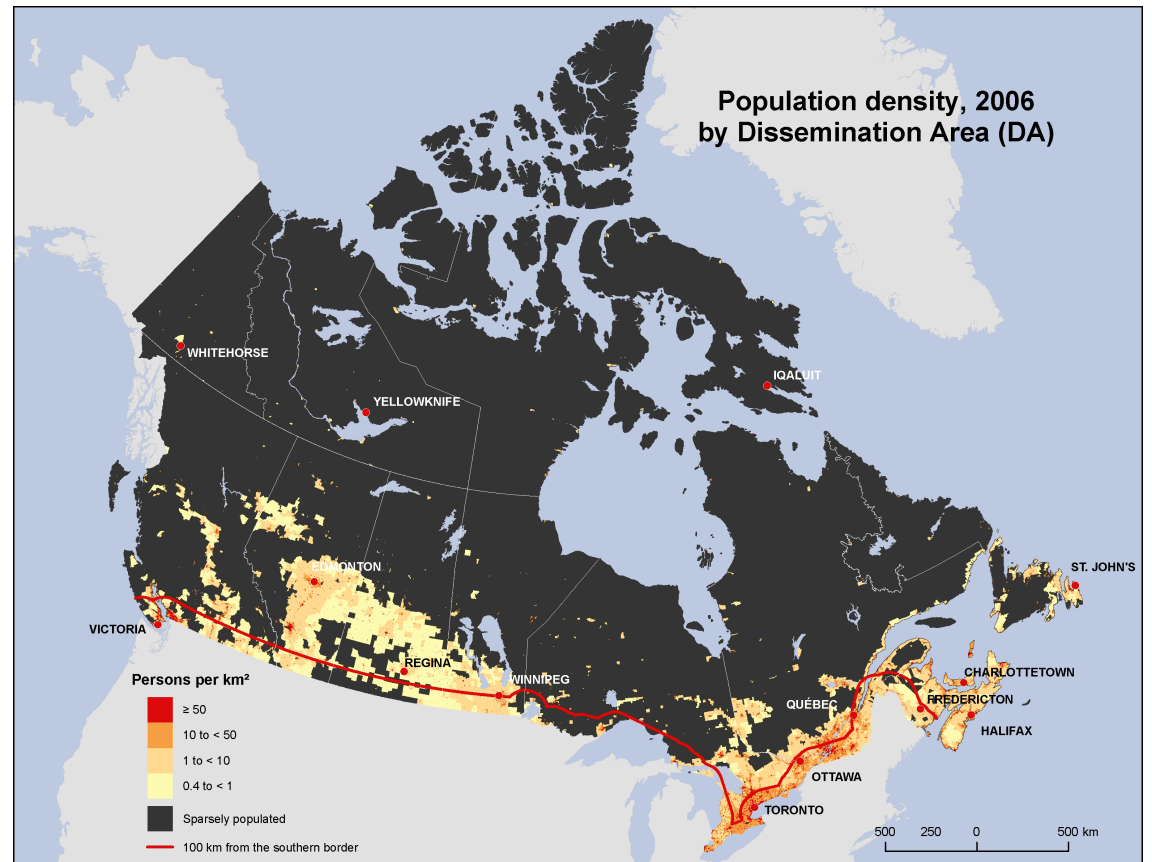 Population density, 2006
by Dissemination Area (DA)
WHITEHORSE
YELLOWKNIFE
IQALUIT
EDMONTON
ST. JOHN'S
VICTORIA
REGINA
WINNIPEG
CHARLOTTETOWN
FREDERICTON
QUÉBEC
HALIFAX
OTTAWA
TORONTO
Persons per km²
≥ 50
10 to < 50
1 to < 10
0.4 to < 1
Sparsely populated
100 km from the southern border
500 250 0 500 km